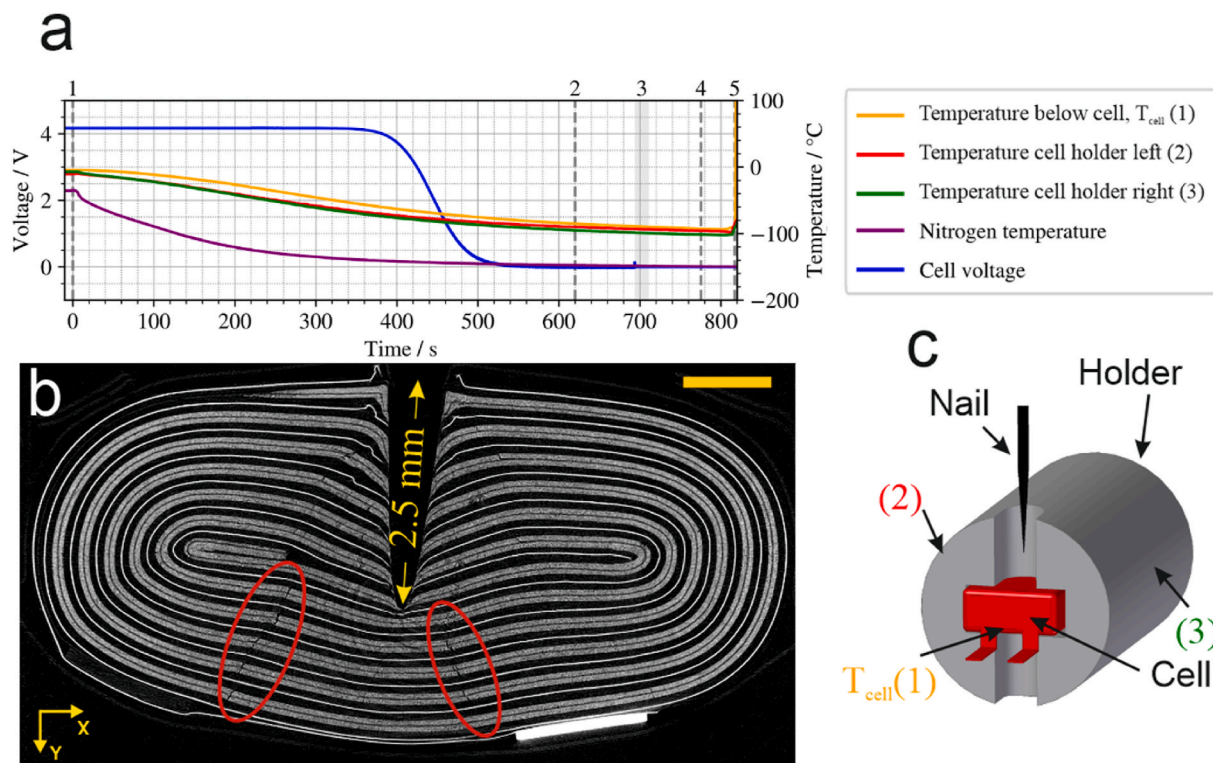 a
1 2 3 4 5
4
2
0
Voltage / V
100
0
−100
−200
Temperature / °C
0 100 200 300 400 500 600 700 800
Time / s
Temperature below cell, Tcell (1)
Temperature cell holder left (2)
Temperature cell holder right (3)
Nitrogen temperature
Cell voltage
b
2.5 mm
X
Y
c
Holder
Nail
(2)
(3)
Tcell(1)
Cell